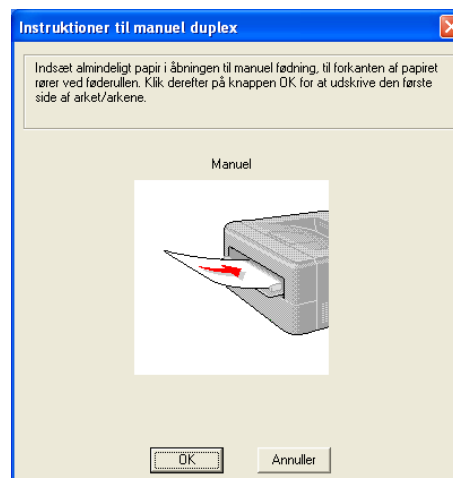 Instruktioner til manuel duplex
Indsæt almindeligt papir i åbningen til manuel fødning, til forkanten af papiret
rører ved føderullen. Klik derefter på knappen OK for at udskrive den første
side af arket/arkene.
Manuel
OK
Annuller